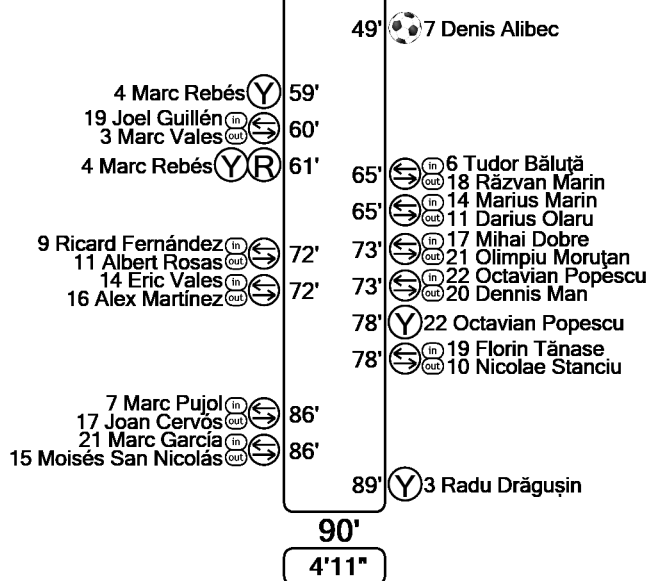 49' 7 Denis Alibec
4 Marc Rebés Y 59'
19 Joel Guillén in
3 Marc Vales out 60'
4 Marc Rebés Y R 61'
65' in 6 Tudor Băluţă
out 18 Răzvan Marin
65' in 14 Marius Marin
out 11 Darius Olaru
9 Ricard Fernández in
11 Albert Rosas out 72'
73' in 17 Mihai Dobre
out 21 Olimpiu Moruţan
14 Eric Vales in
16 Alex Martínez out 72'
73' in 22 Octavian Popescu
out 20 Dennis Man
78' Y 22 Octavian Popescu
78' in 19 Florin Tănase
out 10 Nicolae Stanciu
7 Marc Pujol in
17 Joan Cervós out 86'
21 Marc García in
15 Moisés San Nicolás out 86'
89' Y 3 Radu Drăgușin
90'
4'11"